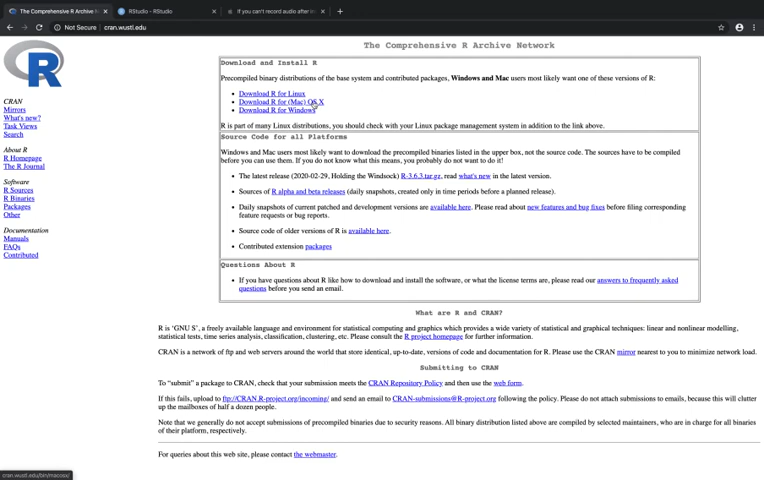 The Comprehensive R Archive N
RStudio - RStudio
If you can't record audio after th
Not Secure | cran.wustl.edu
The Comprehensive R Archive Network
R
CRAN
Mirrors
What's new?
Task Views
Search
About R
R Homepage
The R Journal
Software
R Sources
R Binaries
Packages
Other
Documentation
Manuals
FAQs
Contributed
Download and Install R
Precompiled binary distributions of the base system and contributed packages, Windows and Mac users most likely want one of these versions of R:
• Download R for Linux
• Download R for (Mac) OS X
• Download R for Windows
R is part of many Linux distributions, you should check with your Linux package management system in addition to the link above.
Source Code for all Platforms
Windows and Mac users most likely want to download the precompiled binaries listed in the upper box, not the source code. The sources have to be compiled
before you can use them. If you do not know what this means, you probably do not want to do it!
• The latest release (2020-02-29, Holding the Windsock) R-3.6.3.tar.gz, read what's new in the latest version.
• Sources of R alpha and beta releases (daily snapshots, created only in time periods before a planned release).
• Daily snapshots of current patched and development versions are available here. Please read about new features and bug fixes before filing corresponding
feature requests or bug reports.
• Source code of older versions of R is available here.
• Contributed extension packages
Questions About R
• If you have questions about R like how to download and install the software, or what the license terms are, please read our answers to frequently asked
questions before you send an email.
What are R and CRAN?
R is ‘GNU S’, a freely available language and environment for statistical computing and graphics which provides a wide variety of statistical and graphical techniques: linear and nonlinear modelling,
statistical tests, time series analysis, classification, clustering, etc. Please consult the R project homepage for further information.
CRAN is a network of ftp and web servers around the world that store identical, up-to-date, versions of code and documentation for R. Please use the CRAN mirror nearest to you to minimize network load.
Submitting to CRAN
To “submit” a package to CRAN, check that your submission meets the CRAN Repository Policy and then use the web form.
If this fails, upload to ftp://CRAN.R-project.org/incoming/ and send an email to CRAN-submissions@R-project.org following the policy. Please do not attach submissions to emails, because this will clutter
up the mailboxes of half a dozen people.
Note that we generally do not accept submissions of precompiled binaries due to security reasons. All binary distribution listed above are compiled by selected maintainers, who are in charge for all binaries
of their platform, respectively.
For queries about this web site, please contact the webmaster.
cran.wustl.edu/bin/macosx/